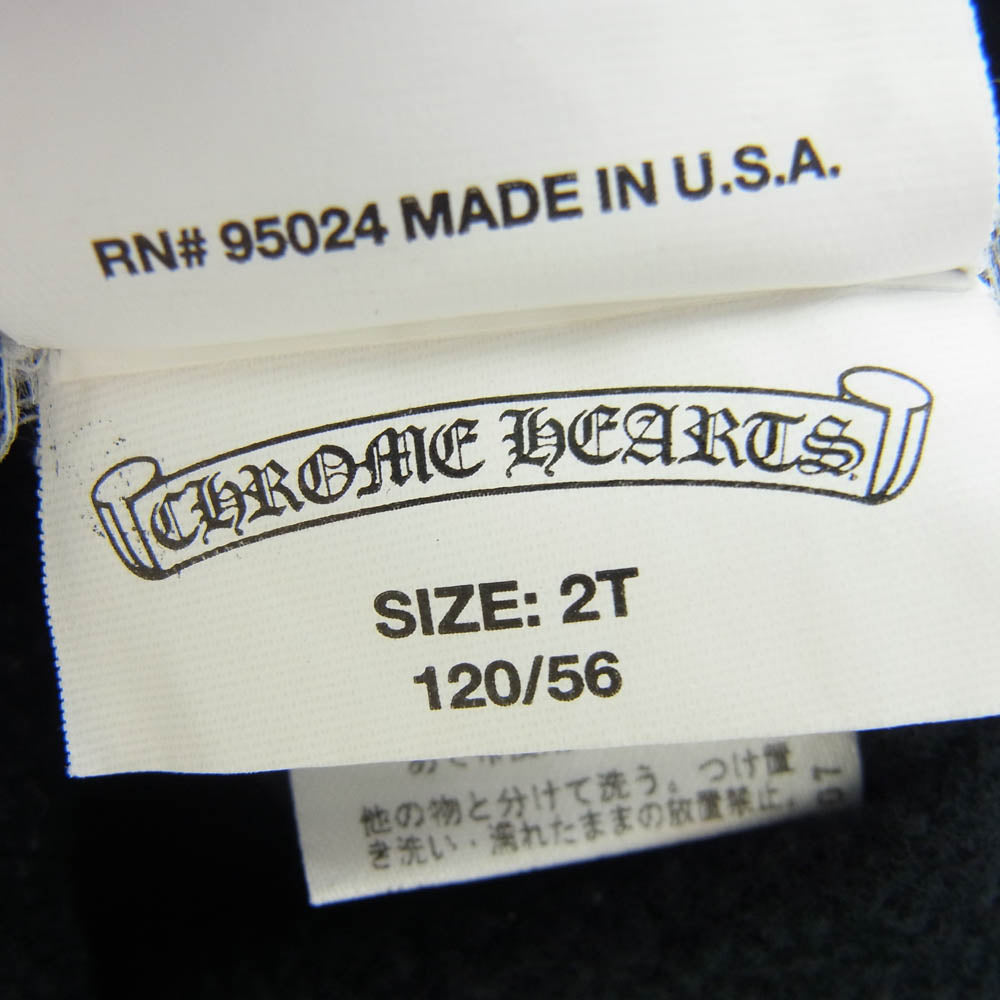 RN# 95024 MADE IN U.S.A.
CHROME HEARTS
SIZE: 2T
120/56
他の物と分けて洗う。つけ置
き洗い・濡れたままの放置禁止。
01